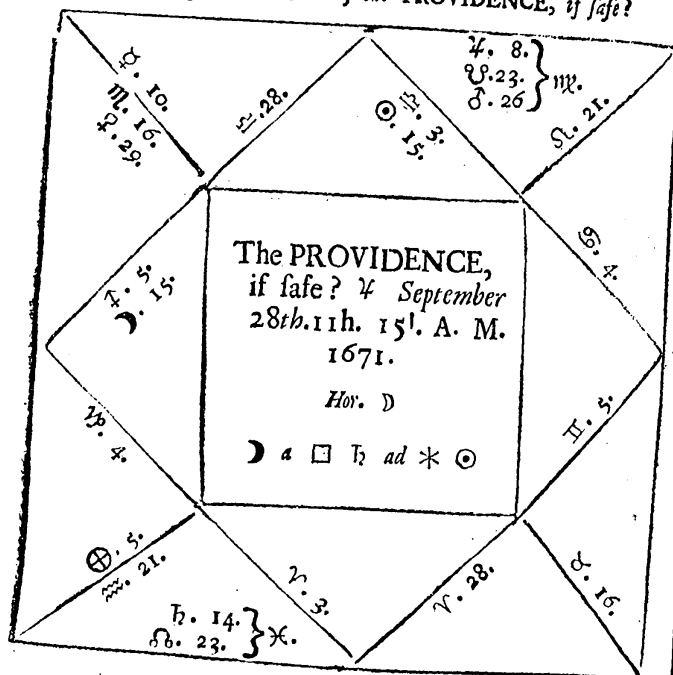 PROVIDENCE, if ſafe?
☿. 10.
♏. 16.
♀. 29.
♎.28.
♎. 3.
☉. 15.
♃. 8.
☋.23. } ♍.
♂. 26
♌. 21.
♋, 4.
The PROVIDENCE,
if ſafe? ♃ September
28th.11h. 15'. A. M.
1671.
Hor. ☽
☽ a □ ♄ ad ⚹ ☉
♐. 5.
☽. 15.
♊. 5.
♑. 4.
⊕. 5.
♒. 21.
♄. 14. } ♓.
☊. 23.
♈. 3.
♈. 28.
♉. 16.